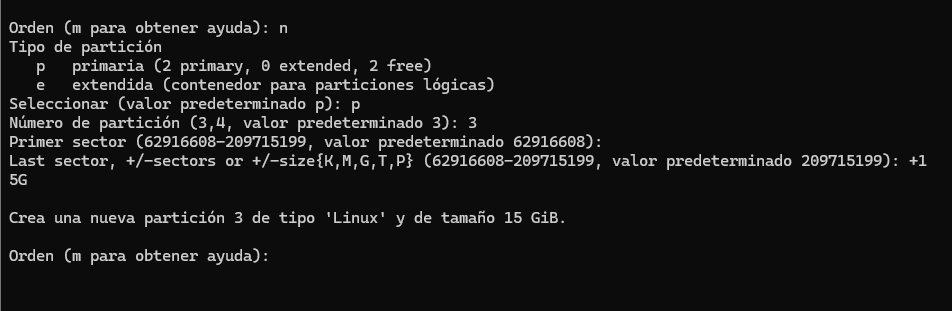 Orden (m para obtener ayuda): n
Tipo de partición
   p   primaria (2 primary, 0 extended, 2 free)
   e   extendida (contenedor para particiones lógicas)
Seleccionar (valor predeterminado p): p
Número de partición (3,4, valor predeterminado 3): 3
Primer sector (62916608-209715199, valor predeterminado 62916608):
Last sector, +/-sectors or +/-size{K,M,G,T,P} (62916608-209715199, valor predeterminado 209715199): +1
5G
Crea una nueva partición 3 de tipo 'Linux' y de tamaño 15 GiB.
Orden (m para obtener ayuda):